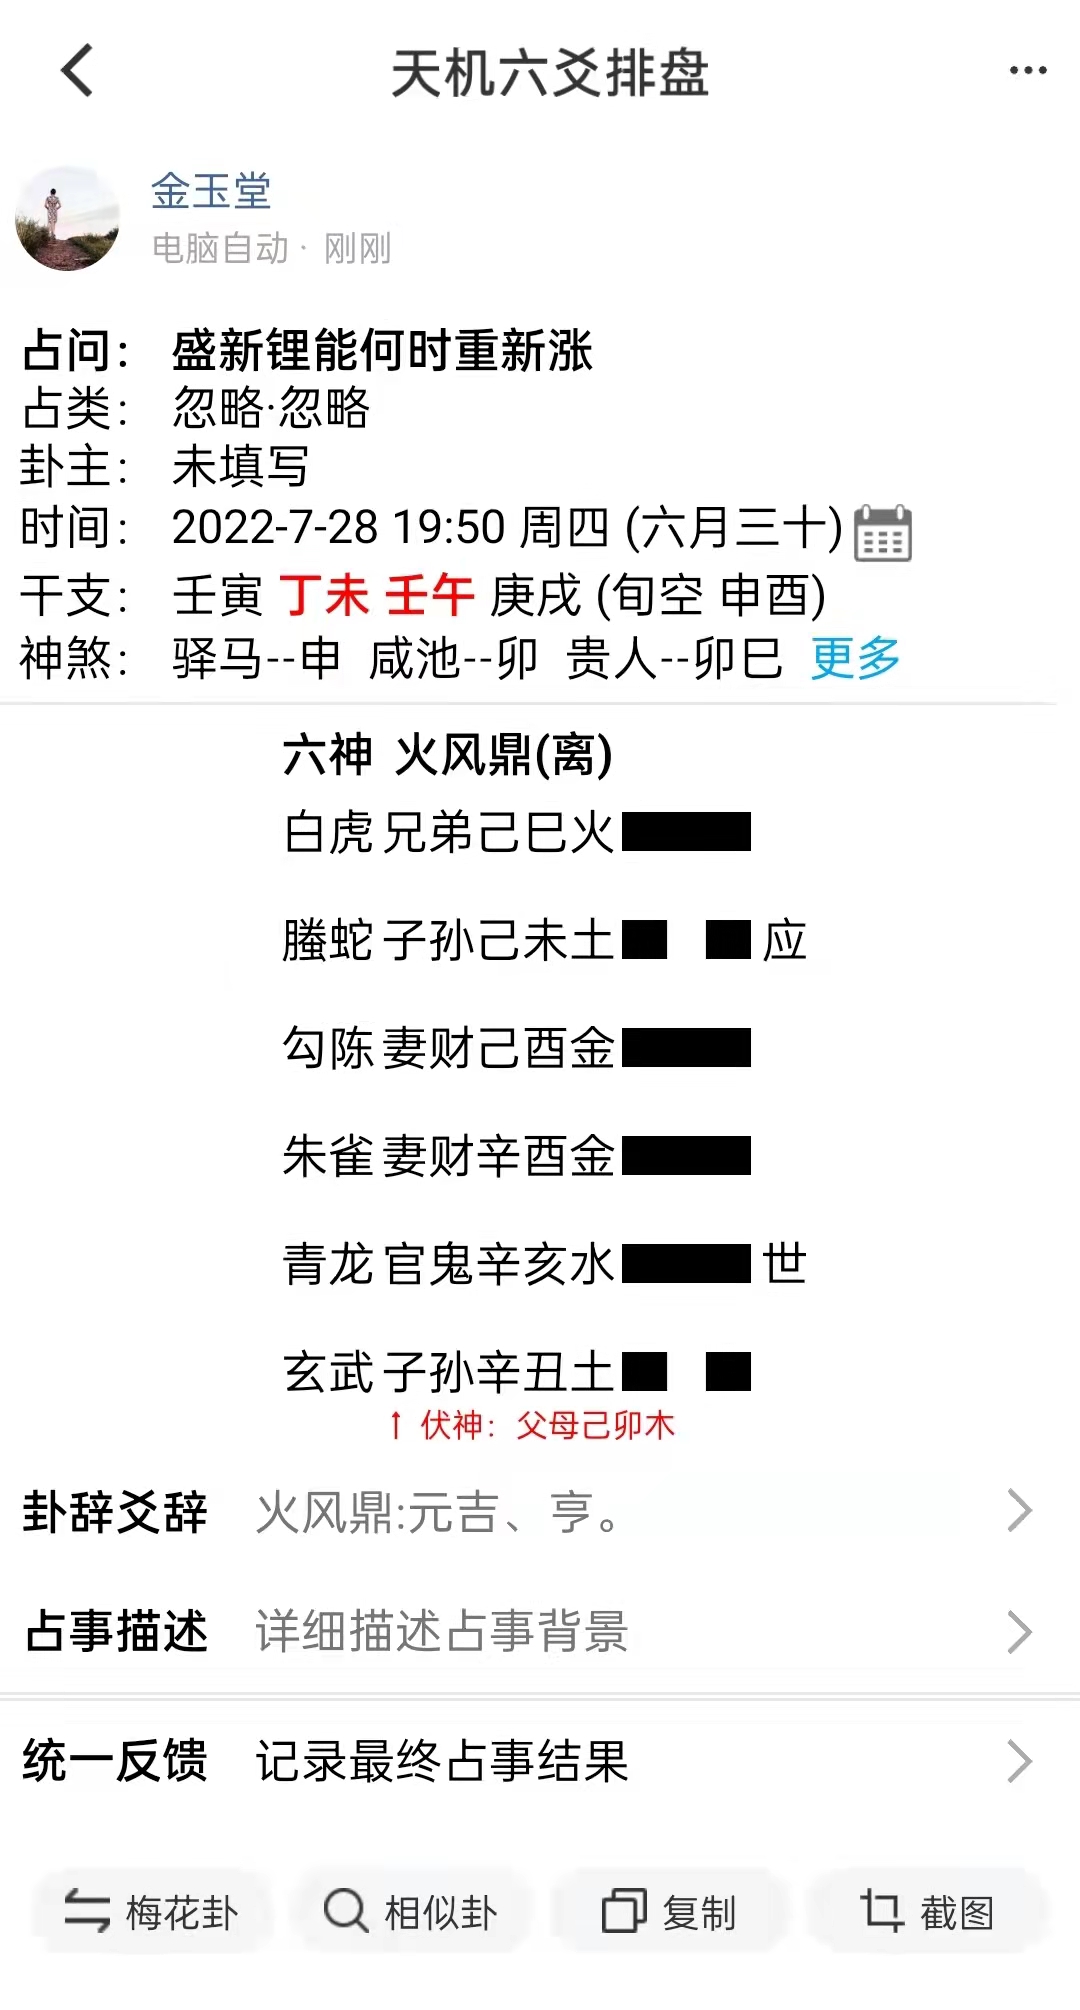 天机六爻排盘
金玉堂
电脑自动 · 刚刚
占问： 盛新锂能何时重新涨
占类： 忽略·忽略
卦主： 未填写
时间： 2022-7-28 19:50 周四 (六月三十)
干支： 壬寅 丁未 壬午 庚戌 (旬空 申酉)
神煞： 驿马--申 咸池--卯 贵人--卯巳 更多
六神 火风鼎(离)
白虎 兄弟己巳火
螣蛇 子孙己未土 应
勾陈 妻财己酉金
朱雀 妻财辛酉金
青龙 官鬼辛亥水 世
玄武 子孙辛丑土
↑ 伏神：父母己卯木
卦辞爻辞 火风鼎:元吉、亨。
占事描述 详细描述占事背景
统一反馈 记录最终占事结果
梅花卦 相似卦 复制 截图